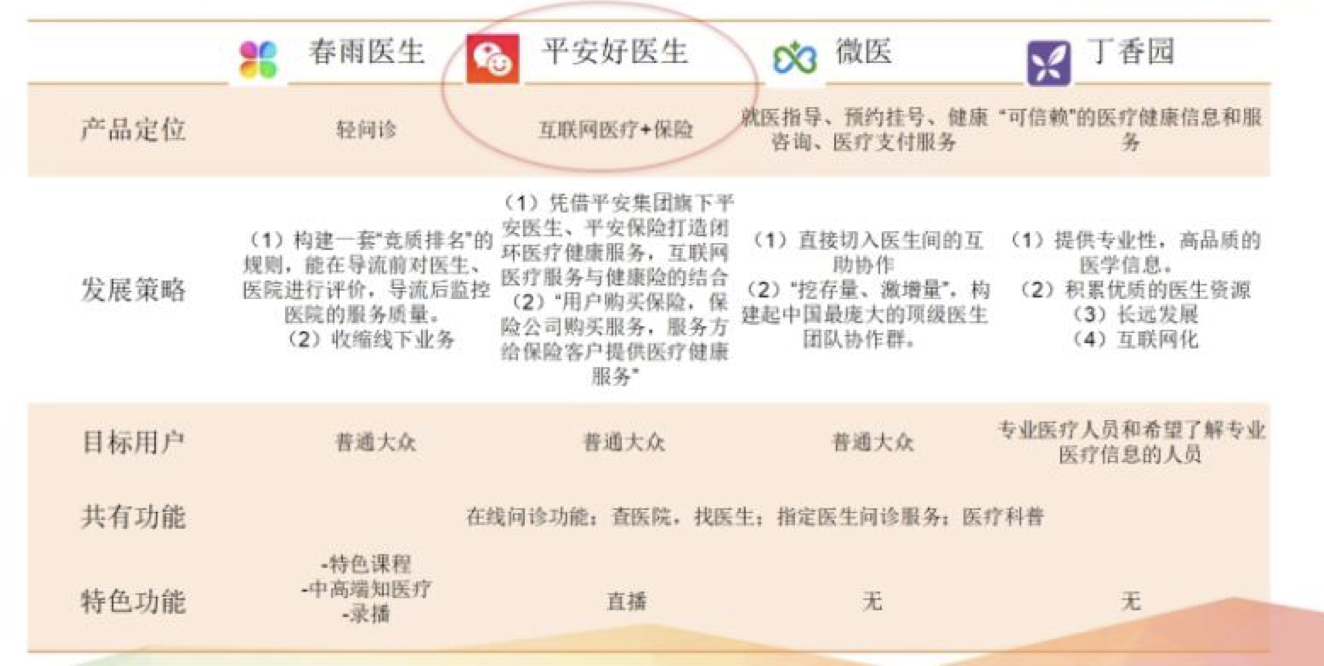 春雨医生 平安好医生 微医 丁香园
产品定位
轻问诊
互联网医疗+保险
就医指导、预约挂号、健康
咨询、医疗支付服务
“可信赖”的医疗健康信息和服
务
发展策略
（1）构建一套“竞质排名”的
规则，能在导流前对医生、
医院进行评价，导流后监控
医院的服务质量。
（2）收缩线下业务
（1）凭借平安集团旗下平
安医生、平安保险打造闭
环医疗健康服务，互联网
医疗服务与健康险的结合
（2）“用户购买保险，保
险公司购买服务，服务方
给保险客户提供医疗健康
服务”
（1）直接切入医生间的互
助协作
（2）“挖存量、激增量”，构
建起中国最庞大的顶级医生
团队协作群。
（1）提供专业性，高品质的
医学信息。
（2）积累优质的医生资源
（3）长远发展
（4）互联网化
目标用户
普通大众
普通大众
普通大众
专业医疗人员和希望了解专业
医疗信息的人员
共有功能
在线问诊功能；查医院，找医生；指定医生问诊服务；医疗科普
特色功能
-特色课程
-中高端知医疗
-录播
直播
无
无